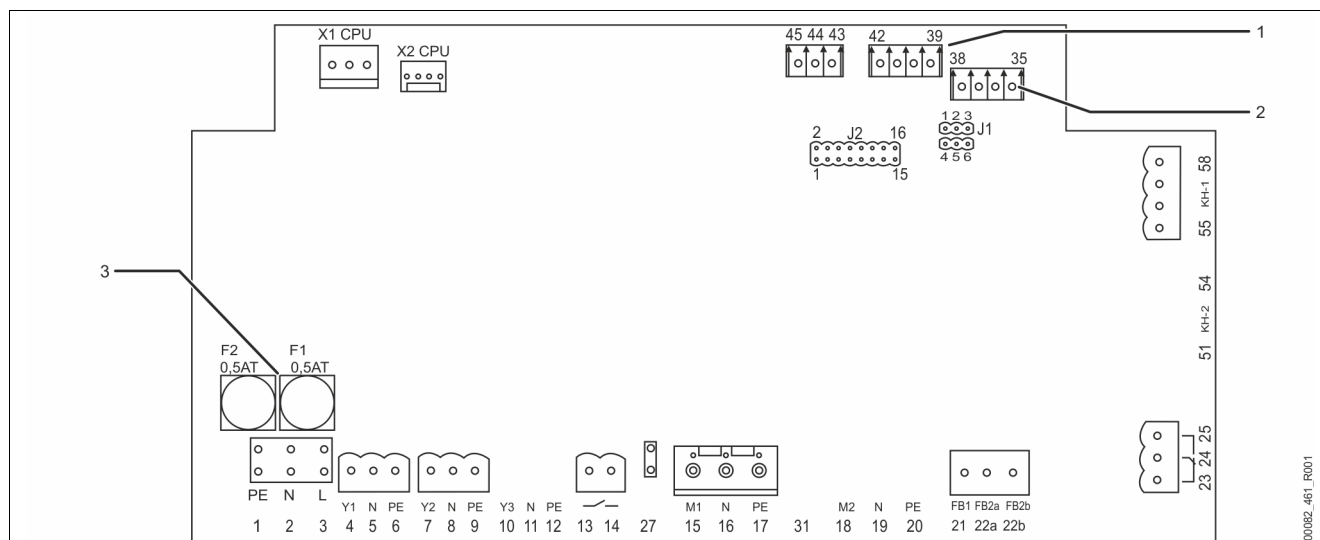 X1 CPU
X2 CPU
45 44 43
42 39
1
38 35
2
1 2 3
J1
4 5 6
2 J2 16
1 15
58
KH-1
55
54
KH-2
51
3
F2 F1
0,5AT 0,5AT
25
24
23
PE N L
Y1 N PE Y2 N PE Y3 N PE M1 N PE M2 N PE FB1 FB2a FB2b
1 2 3 4 5 6 7 8 9 10 11 12 13 14 27 15 16 17 31 18 19 20 21 22a 22b
00082_461_R001